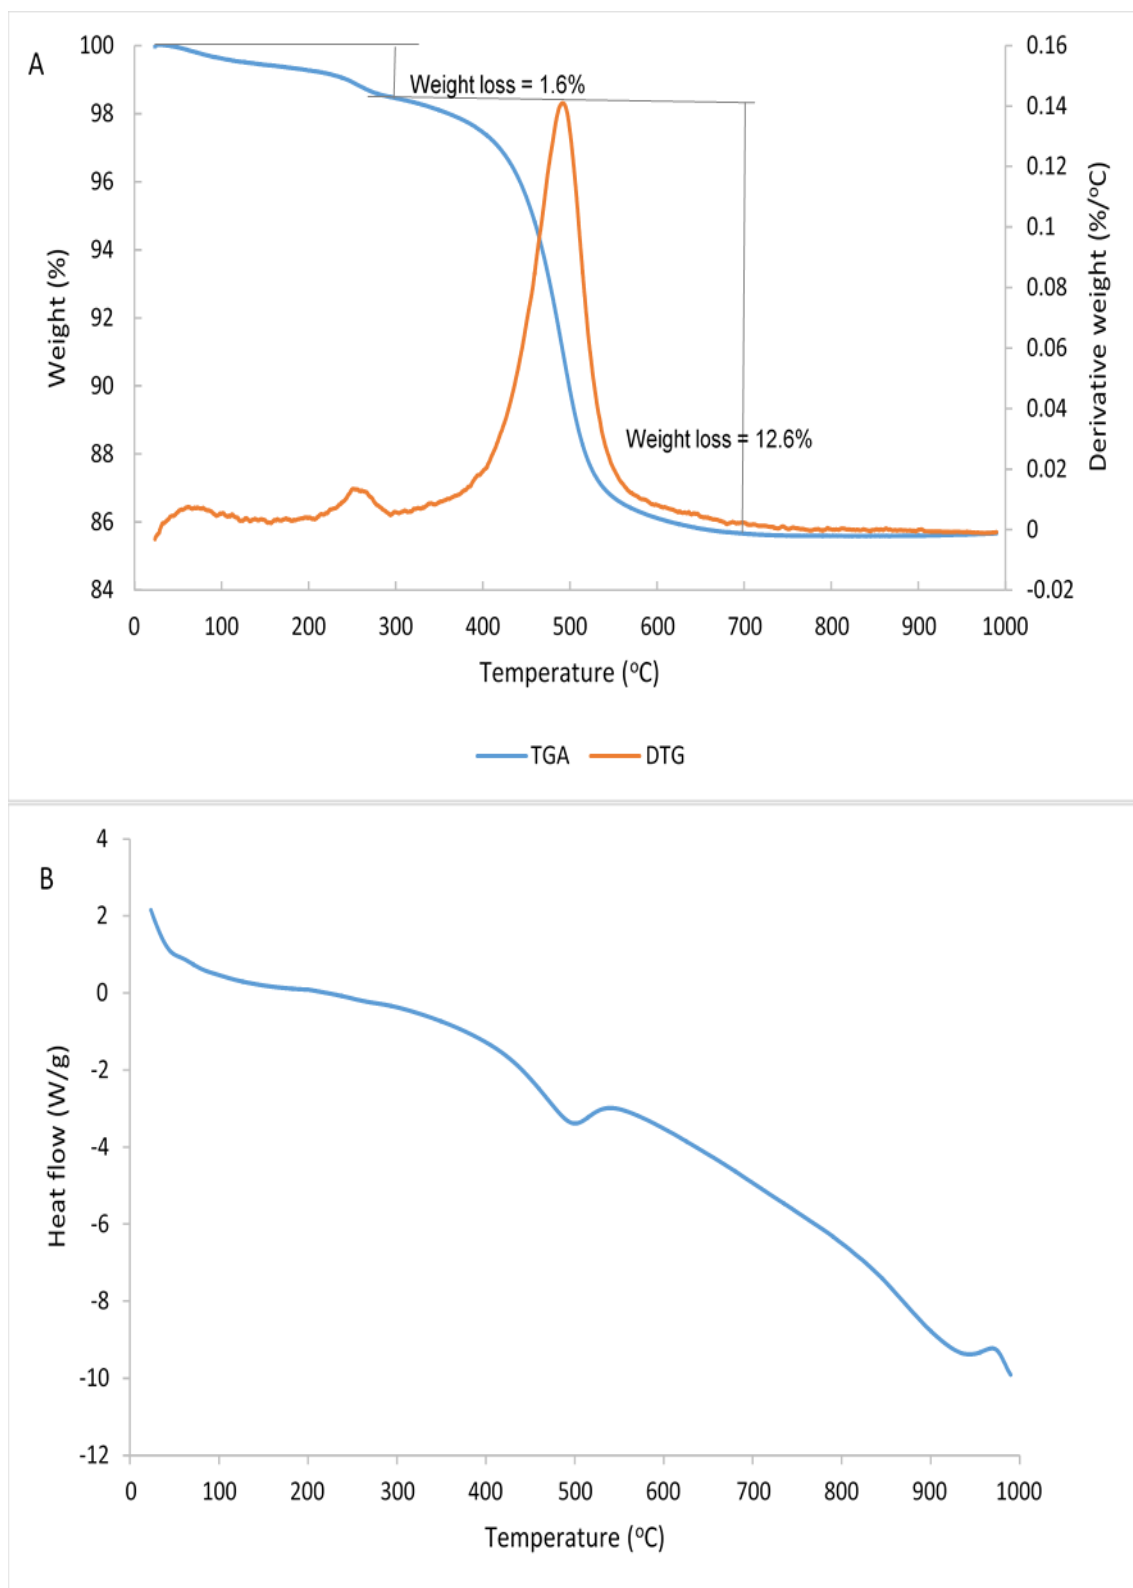 A
100
98
96
94
92
90
88
86
84
Weight (%)
0.16
0.14
0.12
0.1
0.08
0.06
0.04
0.02
0
-0.02
Derivative weight (%/°C)
Weight loss = 1.6%
Weight loss = 12.6%
0 100 200 300 400 500 600 700 800 900 1000
Temperature (°C)
TGA DTG
B
4
2
0
-2
-4
-6
-8
-10
-12
Heat flow (W/g)
0 100 200 300 400 500 600 700 800 900 1000
Temperature (°C)